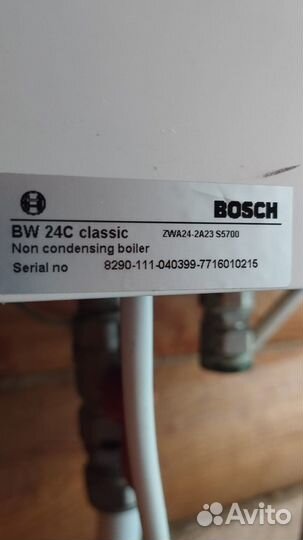 BOSCH
BW 24C classic ZWA24-2A23 S5700
Non condensing boiler
Serial no 8290-111-040399-7716010215
Avito